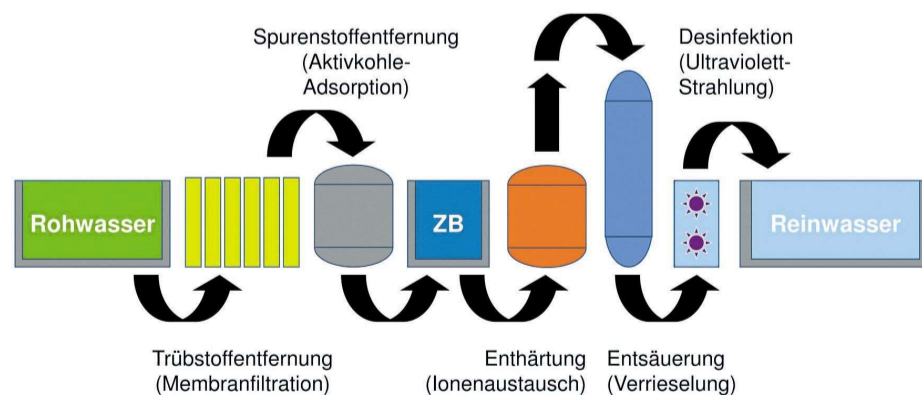 Spurenstoffentfernung
(Aktivkohle-
Adsorption)
Desinfektion
(Ultraviolett-
Strahlung)
Rohwasser
ZB
Reinwasser
Trübstoffentfernung
(Membranfiltration)
Enthärtung
(Ionenaustausch)
Entsäuerung
(Verrieselung)